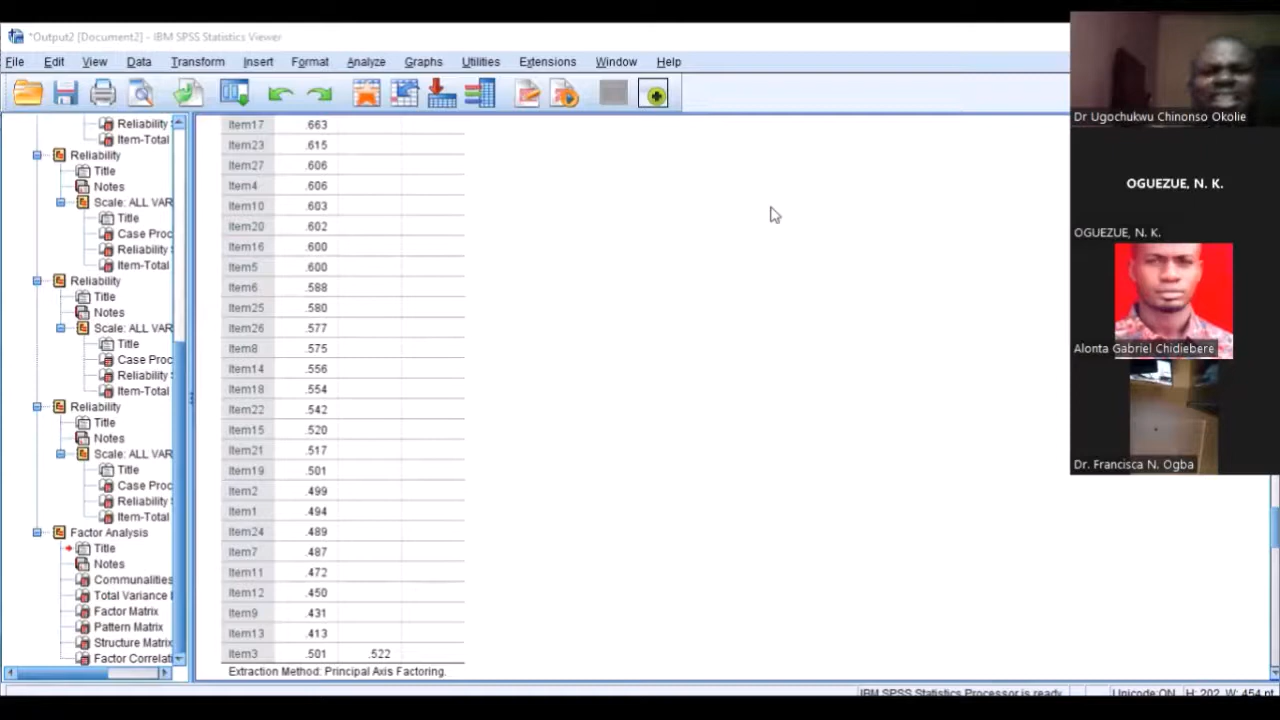 *Output2 [Document2] - IBM SPSS Statistics Viewer
File Edit View Data Transform Insert Format Analyze Graphs Utilities Extensions Window Help
Reliability
Item-Total
Reliability
Title
Notes
Scale: ALL VAR
Title
Case Proc
Reliability
Item-Total
Reliability
Title
Notes
Scale: ALL VAR
Title
Case Proc
Reliability
Item-Total
Reliability
Title
Notes
Scale: ALL VAR
Title
Case Proc
Reliability
Item-Total
Factor Analysis
Title
Notes
Communalities
Total Variance
Factor Matrix
Pattern Matrix
Structure Matrix
Factor Correlat
Item17 .663
Item23 .615
Item27 .606
Item4 .606
Item10 .603
Item20 .602
Item16 .600
Item5 .600
Item6 .588
Item25 .580
Item26 .577
Item8 .575
Item14 .556
Item18 .554
Item22 .542
Item15 .520
Item21 .517
Item19 .501
Item2 .499
Item1 .494
Item24 .489
Item7 .487
Item11 .472
Item12 .450
Item9 .431
Item13 .413
Item3 .501 .522
Extraction Method: Principal Axis Factoring.
Dr Ugochukwu Chinonso Okolie
OGUEZUE, N. K.
OGUEZUE, N. K.
Alonta Gabriel Chidiebere
Dr. Francisca N. Ogba
IBM SPSS Statistics Processor is ready Unicode:ON H: 202, W: 454 pt